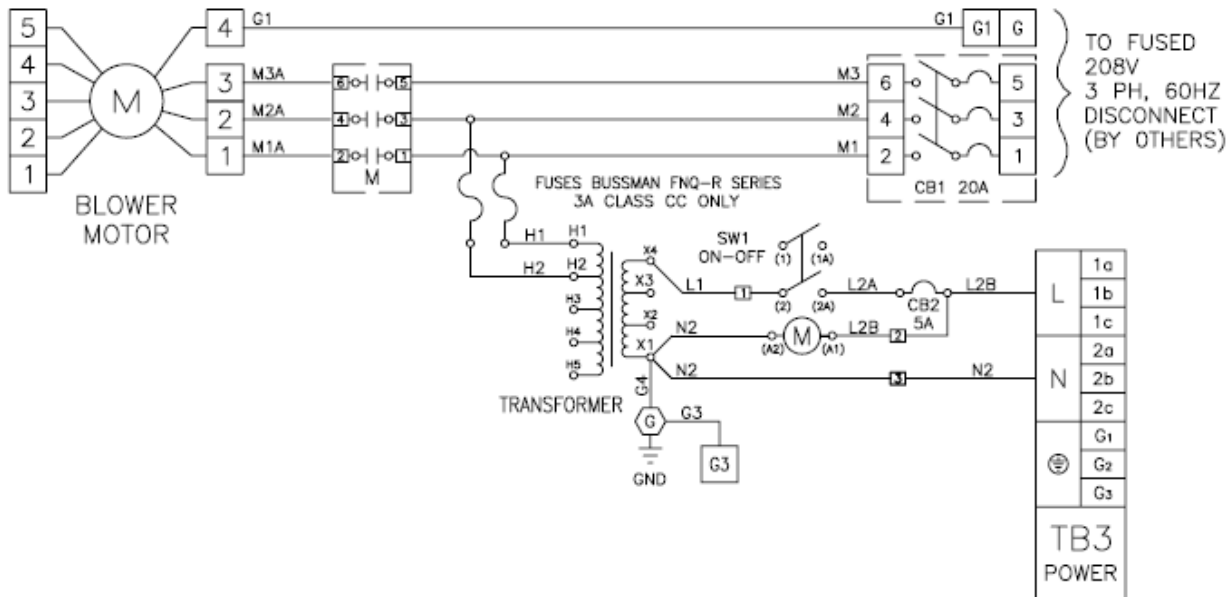 5
4
3
2
1
M
BLOWER
MOTOR
4
3
2
1
G1
M3A
M2A
M1A
6 5
4 3
2 1
M
G1
G1 G
M3
M2
M1
6 5
4 3
2 1
CB1 20A
TO FUSED
208V
3 PH, 60HZ
DISCONNECT
(BY OTHERS)
FUSES BUSSMAN FNQ-R SERIES
3A CLASS CC ONLY
H1 H1
H2 H2
H3
H4
H5
TRANSFORMER
X4
X3
X2
X1
L1
1
SW1
ON-OFF
(1) (1A)
(2) (2A)
L2A
CB2
5A
L2B
N2
(A2) M (A1)
L2B
2
N2
3
N2
G4
G
G3
G3
GND
L
1a
1b
1c
N
2a
2b
2c
G1
G2
G3
TB3
POWER